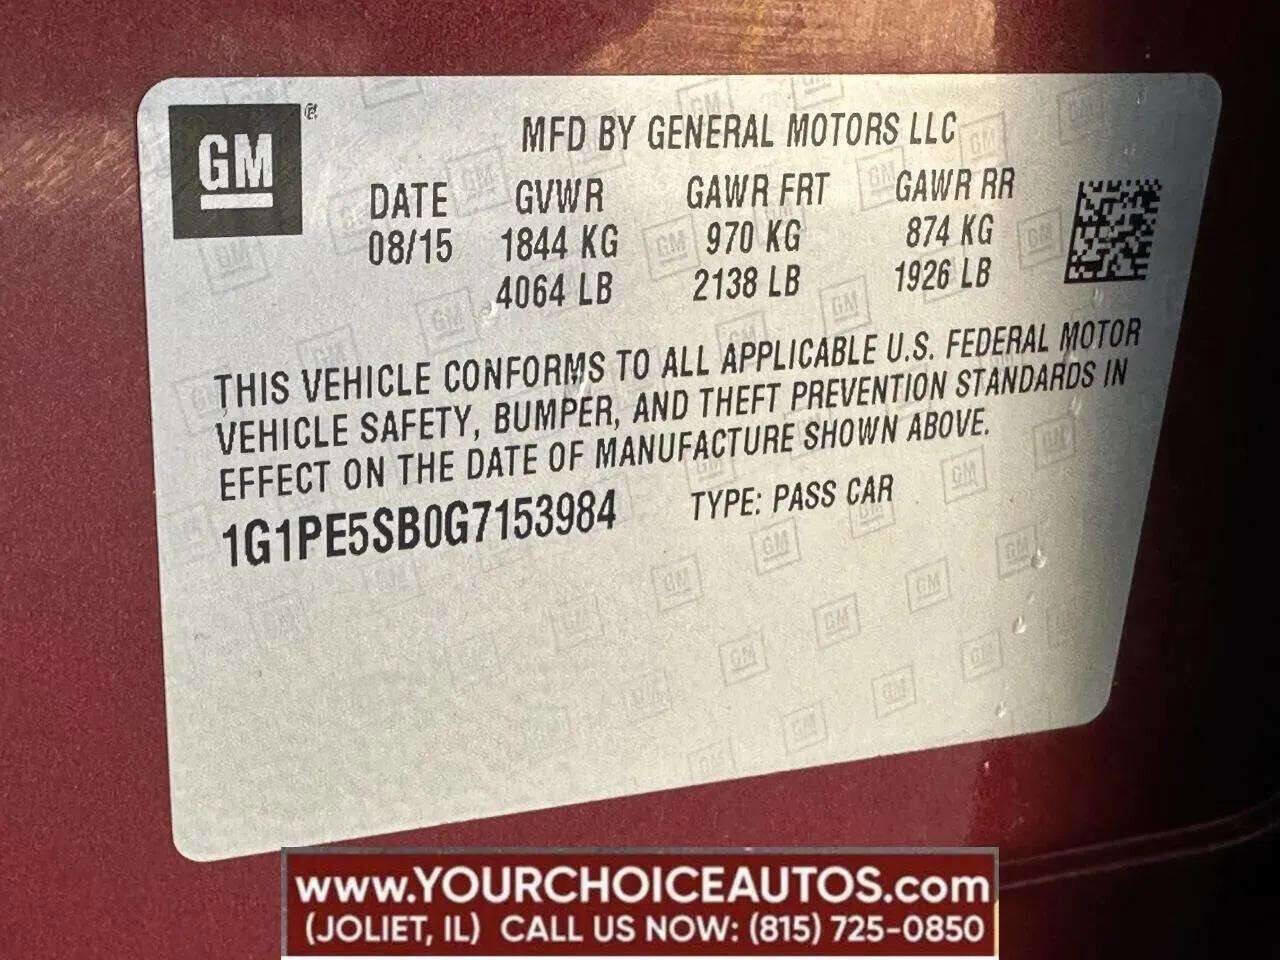 GM
MFD BY GENERAL MOTORS LLC
DATE GVWR GAWR FRT GAWR RR
08/15 1844 KG 970 KG 874 KG
4064 LB 2138 LB 1926 LB
THIS VEHICLE CONFORMS TO ALL APPLICABLE U.S. FEDERAL MOTOR
VEHICLE SAFETY, BUMPER, AND THEFT PREVENTION STANDARDS IN
EFFECT ON THE DATE OF MANUFACTURE SHOWN ABOVE.
1G1PE5SB0G7153984 TYPE: PASS CAR
www.YOURCHOICEAUTOS.com
(JOLIET, IL) CALL US NOW: (815) 725-0850